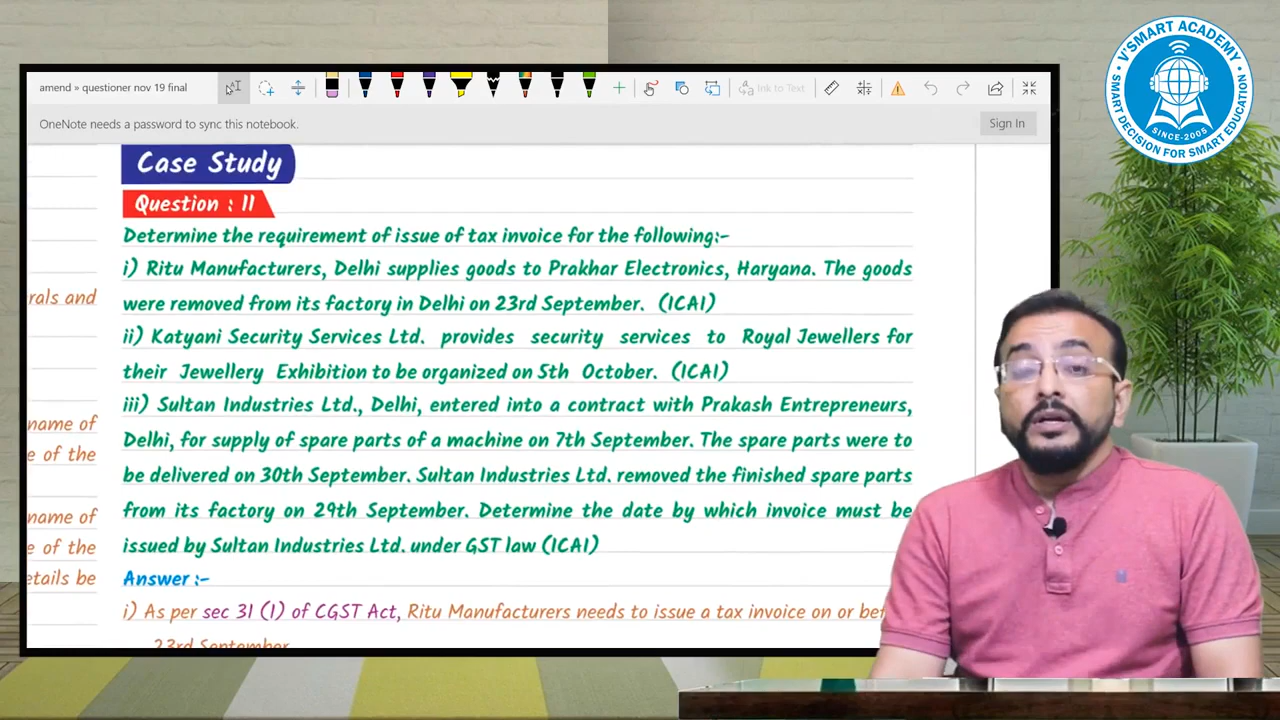 V'SMART ACADEMY
SMART DECISION FOR SMART EDUCATION
SINCE-2005
amend » questioner nov 19 final
Ink to Text
OneNote needs a password to sync this notebook.
Sign In
Case Study
Question : 11
Determine the requirement of issue of tax invoice for the following:-
i) Ritu Manufacturers, Delhi supplies goods to Prakhar Electronics, Haryana. The goods
were removed from its factory in Delhi on 23rd September. (ICAI)
ii) Katyani Security Services Ltd. provides security services to Royal Jewellers for
their Jewellery Exhibition to be organized on 5th October. (ICAI)
iii) Sultan Industries Ltd., Delhi, entered into a contract with Prakash Entrepreneurs,
Delhi, for supply of spare parts of a machine on 7th September. The spare parts were to
be delivered on 30th September. Sultan Industries Ltd. removed the finished spare parts
from its factory on 29th September. Determine the date by which invoice must be
issued by Sultan Industries Ltd. under GST law (ICAI)
Answer :-
i) As per sec 31 (1) of CGST Act, Ritu Manufacturers needs to issue a tax invoice on or bef
23rd September
rals and
name of
e of the
name of
e of the
etails be